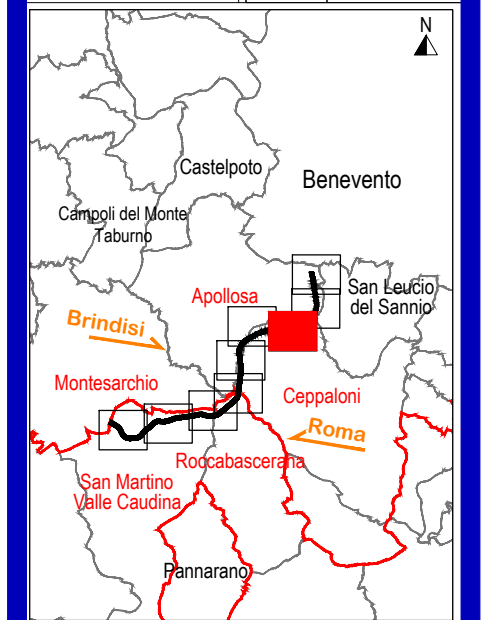 N
Castelpoto
Benevento
Campoli del Monte
Taburno
San Leucio
del Sannio
Apollosa
Brindisi
Montesarchio
Ceppaloni
Roma
Roccabascerana
San Martino
Valle Caudina
Pannarano